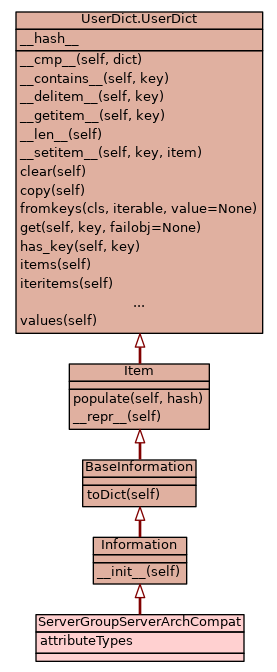 UserDict.UserDict
__hash__
__cmp__(self, dict)
__contains__(self, key)
__delitem__(self, key)
__getitem__(self, key)
__len__(self)
__setitem__(self, key, item)
clear(self)
copy(self)
fromkeys(cls, iterable, value=None)
get(self, key, failobj=None)
has_key(self, key)
items(self)
iteritems(self)
...
values(self)
Item
populate(self, hash)
__repr__(self)
BaseInformation
toDict(self)
Information
__init__(self)
ServerGroupServerArchCompat
attributeTypes